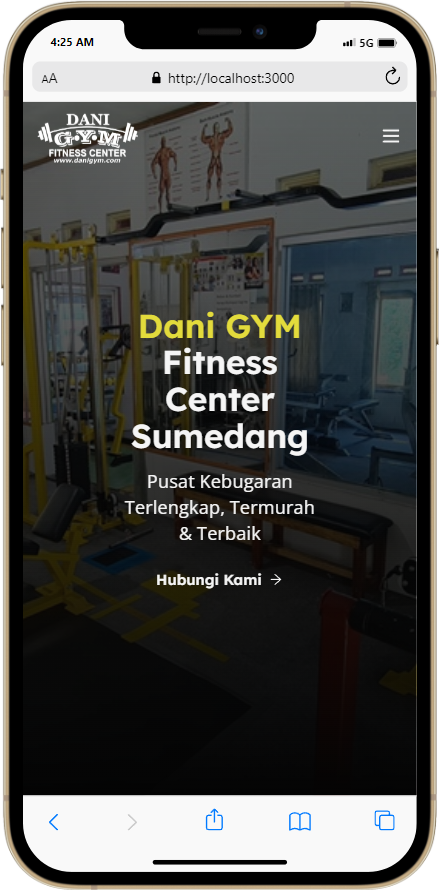 4:25 AM
5G
AA
http://localhost:3000
DANI
GYM
FITNESS CENTER
www.danigym.com
Dani GYM
Fitness
Center
Sumedang
Pusat Kebugaran
Terlengkap, Termurah
& Terbaik
Hubungi Kami →